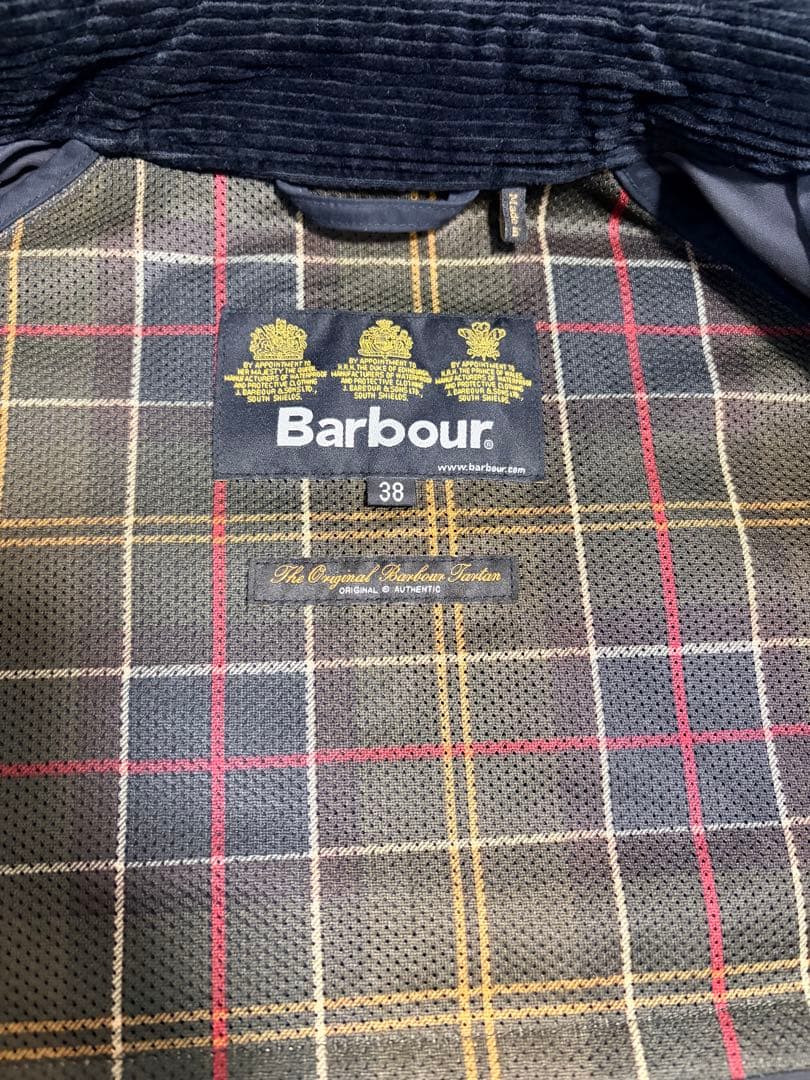 Made in
BY APPOINTMENT TO
HER MAJESTY THE QUEEN
MANUFACTURERS OF WATERPROOF
AND PROTECTIVE CLOTHING
J. BARBOUR & SONS LTD,
SOUTH SHIELDS.
BY APPOINTMENT TO
H.R.H. THE DUKE OF EDINBURGH
MANUFACTURERS OF WATERPROOF
AND PROTECTIVE CLOTHING
J. BARBOUR & SONS LTD,
SOUTH SHIELDS.
BY APPOINTMENT TO
H.R.H. THE PRINCE OF WALES
MANUFACTURERS OF WATERPROOF
AND PROTECTIVE CLOTHING
J. BARBOUR & SONS LTD,
SOUTH SHIELDS.
Barbour®
www.barbour.com
38
The Original Barbour Tartan
ORIGINAL © AUTHENTIC